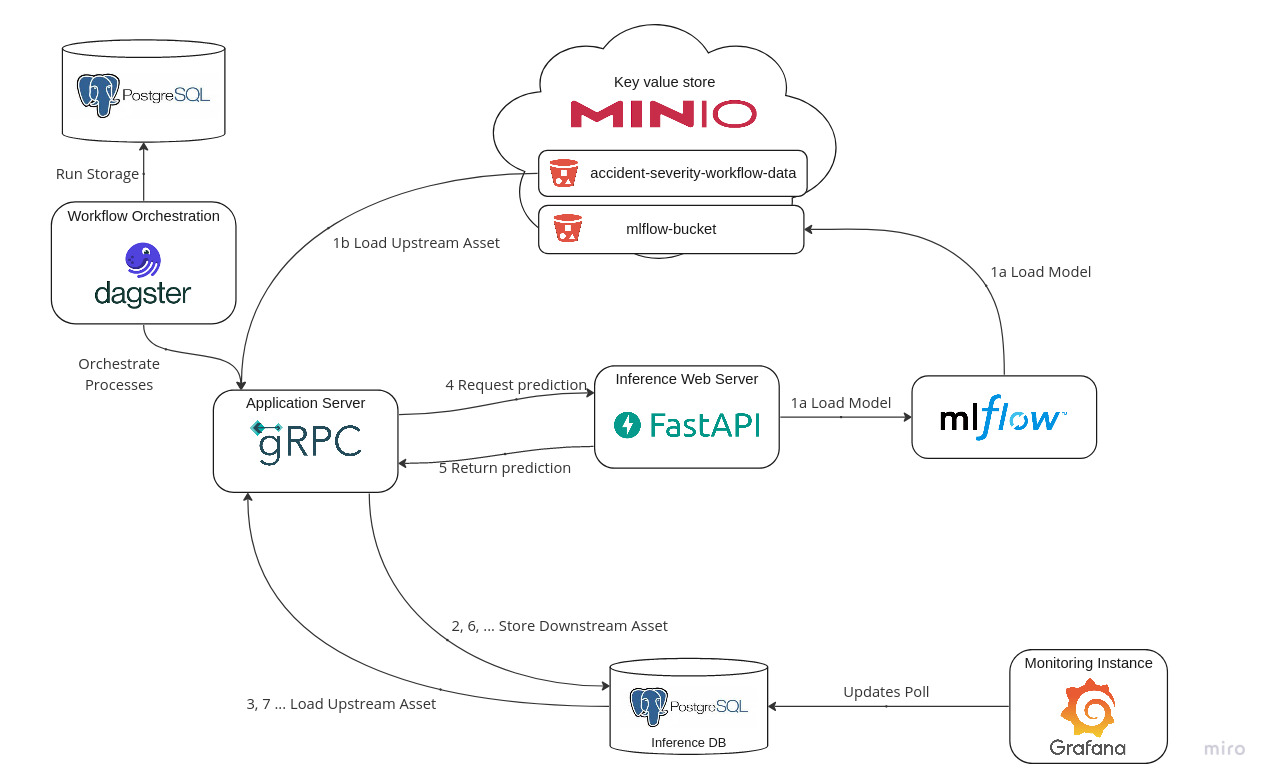 PostgreSQL
Run Storage
Workflow Orchestration
dagster
Orchestrate
Processes
Key value store
MINIO
accident-severity-workflow-data
mlflow-bucket
1b Load Upstream Asset
1a Load Model
Application Server
gRPC
4 Request prediction
5 Return prediction
Inference Web Server
FastAPI
1a Load Model
mlflow™
2, 6, ... Store Downstream Asset
3, 7 ... Load Upstream Asset
PostgreSQL
Inference DB
Updates Poll
Monitoring Instance
Grafana
miro